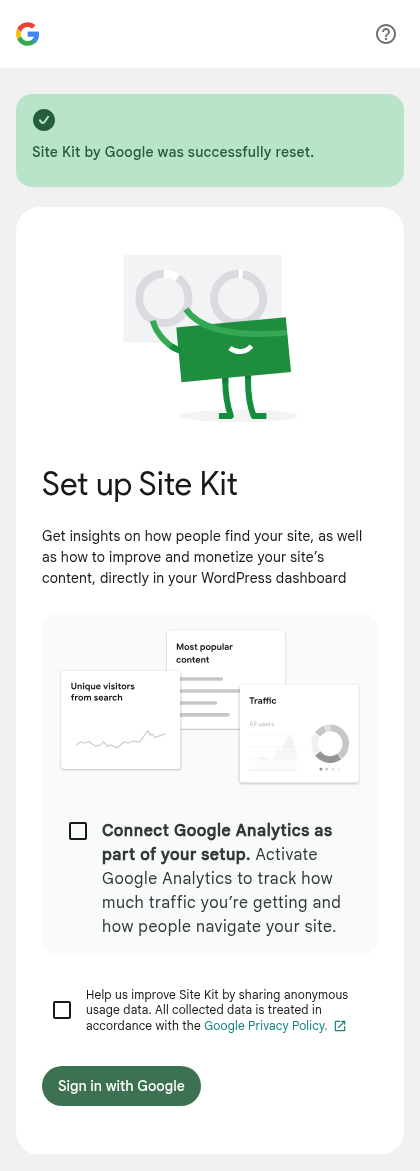 Site Kit by Google was successfully reset.
Set up Site Kit
Get insights on how people find your site, as well
as how to improve and monetize your site’s
content, directly in your WordPress dashboard
Most popular
content
Unique visitors
from search
Traffic
All users
Connect Google Analytics as
part of your setup. Activate
Google Analytics to track how
much traffic you’re getting and
how people navigate your site.
Help us improve Site Kit by sharing anonymous
usage data. All collected data is treated in
accordance with the Google Privacy Policy.
Sign in with Google